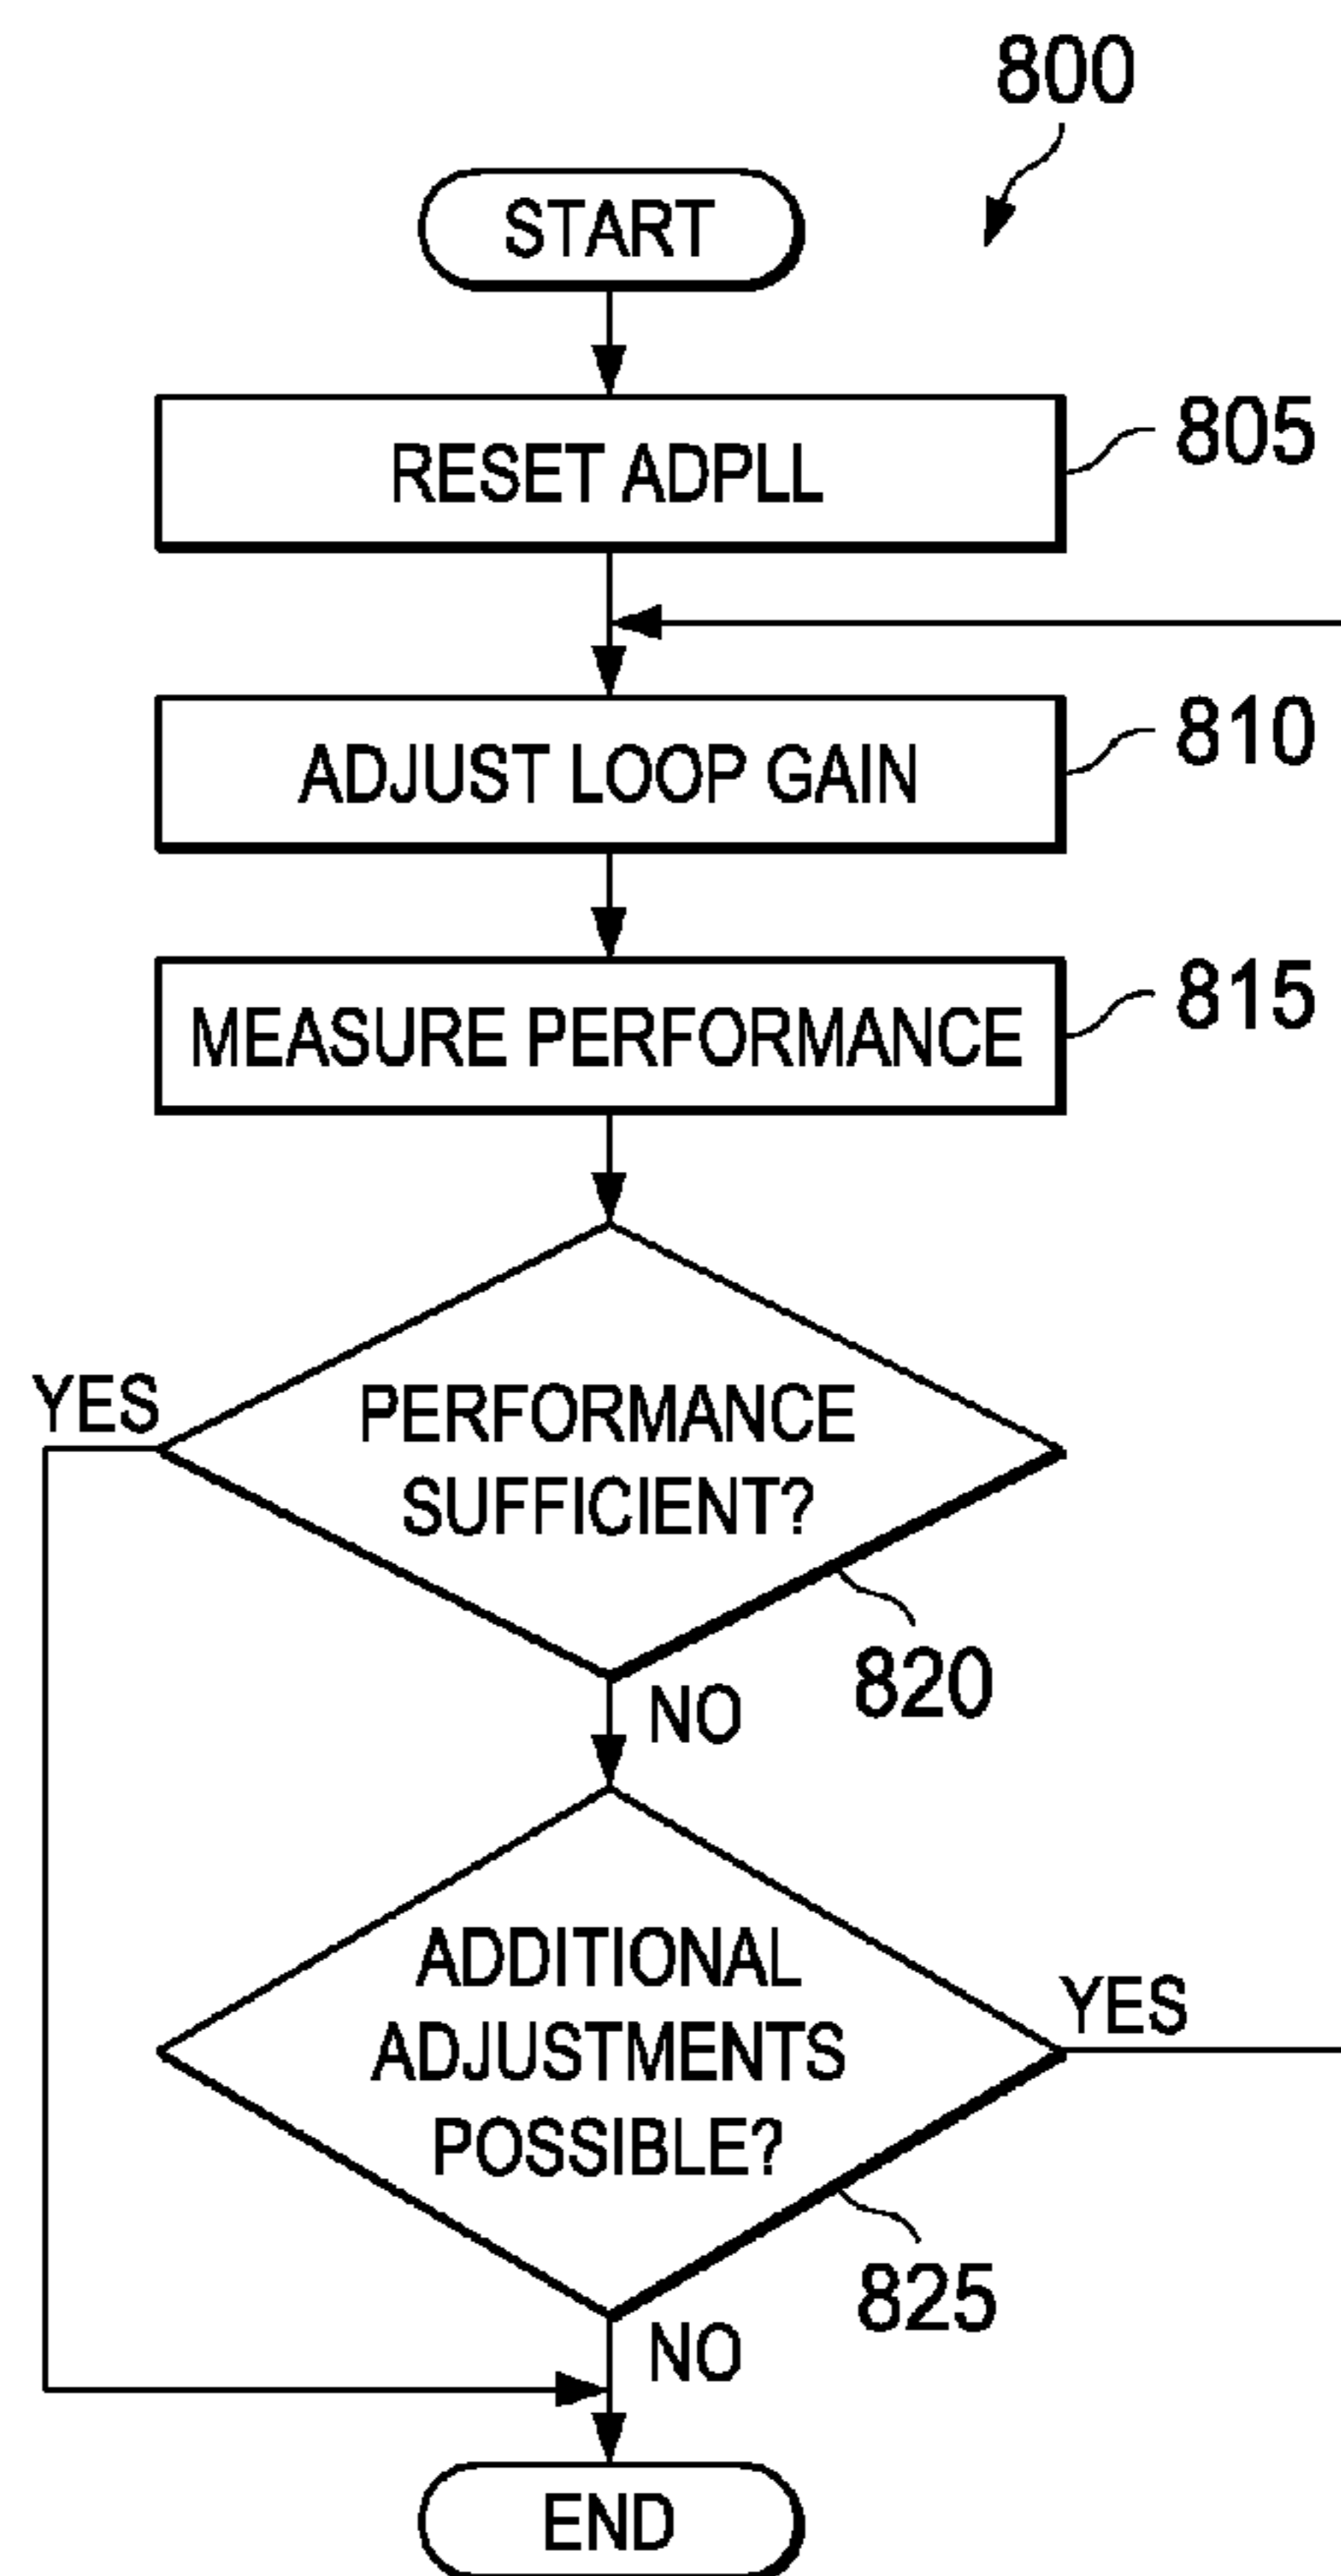 800
START
RESET ADPLL
805
ADJUST LOOP GAIN
810
MEASURE PERFORMANCE
815
YES
PERFORMANCE
SUFFICIENT?
820
NO
ADDITIONAL
ADJUSTMENTS
POSSIBLE?
YES
825
NO
END